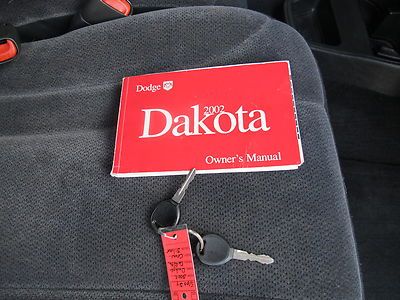 Dodge
2002
Dakota
Owner's Manual